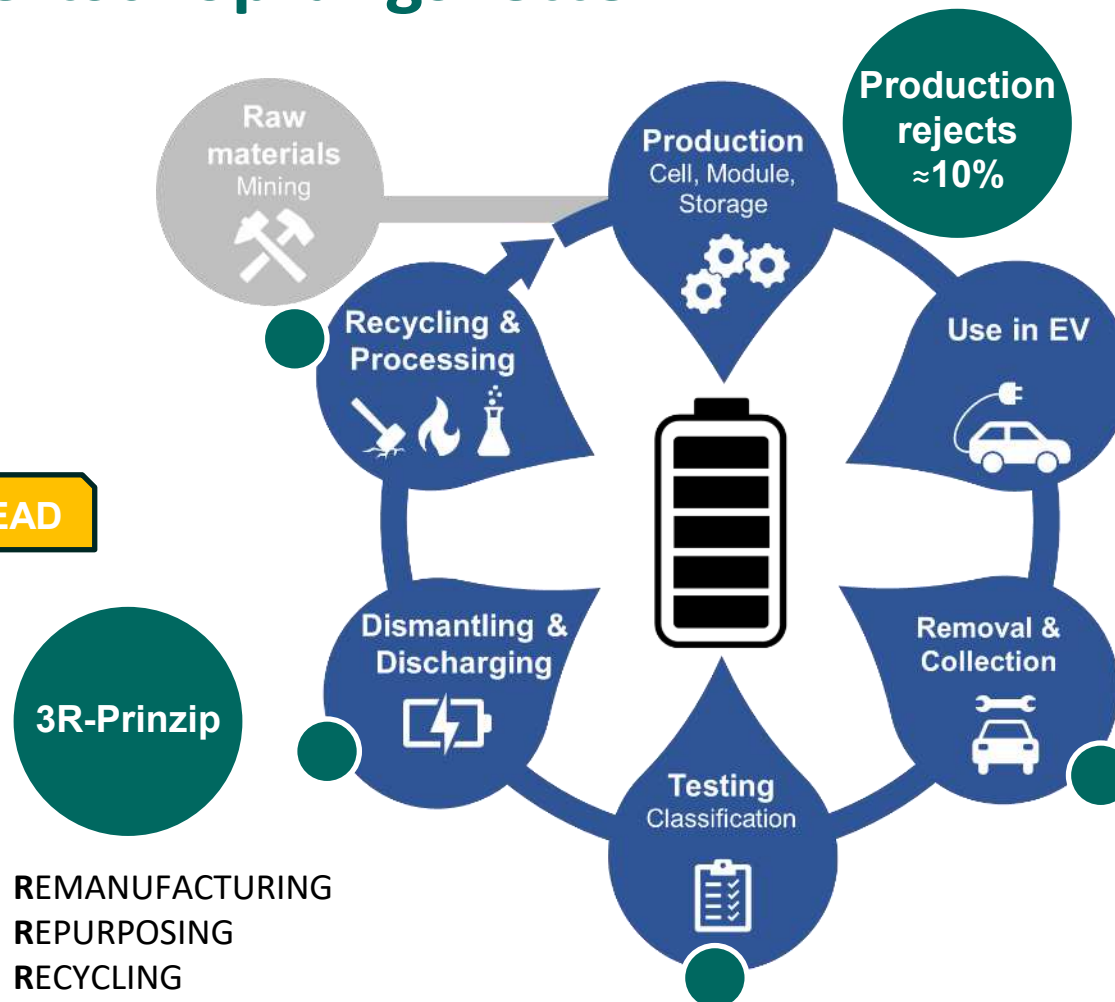 Raw
materials
Mining
Production
Cell, Module,
Storage
Production
rejects
≈10%
Recycling &
Processing
Use in EV
EAD
Dismantling &
Discharging
Removal &
Collection
3R-Prinzip
Testing
Classification
REMANUFACTURING
REPURPOSING
RECYCLING